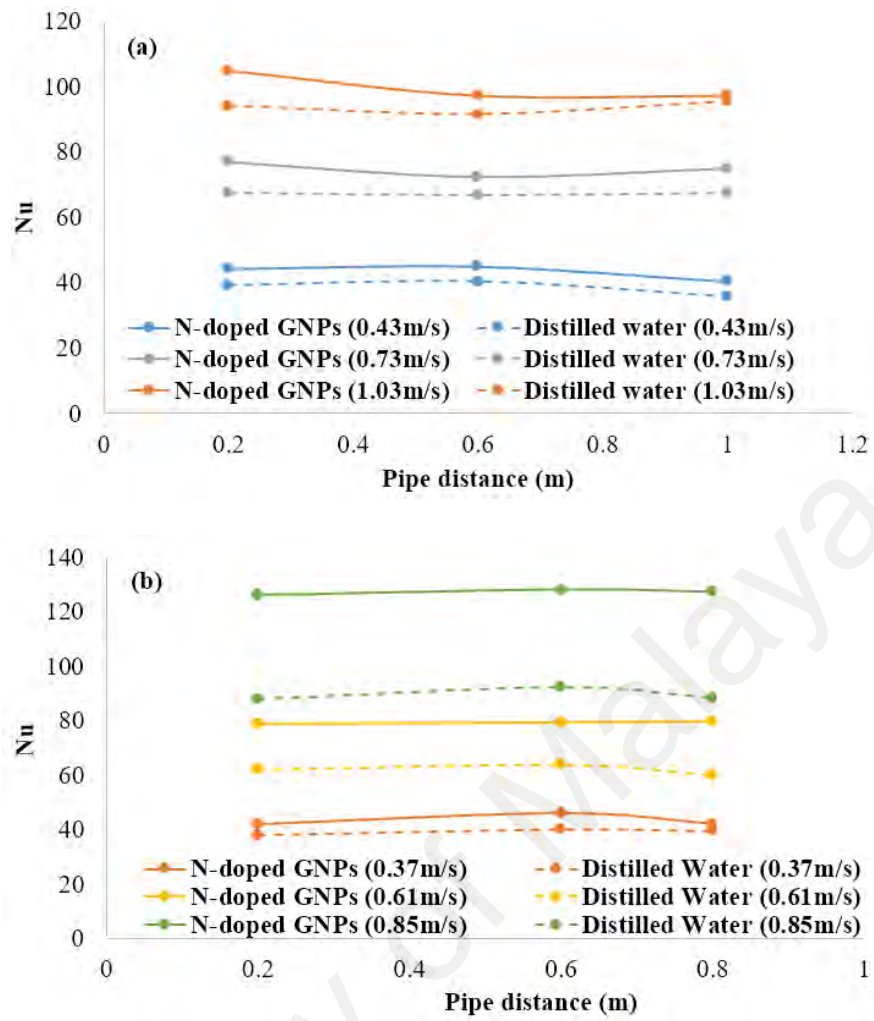 120
(a)
100
80
60
40
20
0
Nu
N-doped GNPs (0.43m/s) Distilled water (0.43m/s)
N-doped GNPs (0.73m/s) Distilled water (0.73m/s)
N-doped GNPs (1.03m/s) Distilled water (1.03m/s)
0 0.2 0.4 0.6 0.8 1 1.2
Pipe distance (m)
140
(b)
120
100
80
60
40
20
0
Nu
N-doped GNPs (0.37m/s) Distilled Water (0.37m/s)
N-doped GNPs (0.61m/s) Distilled Water (0.61m/s)
N-doped GNPs (0.85m/s) Distilled Water (0.85m/s)
0 0.2 0.4 0.6 0.8 1
Pipe distance (m)
of Malaya